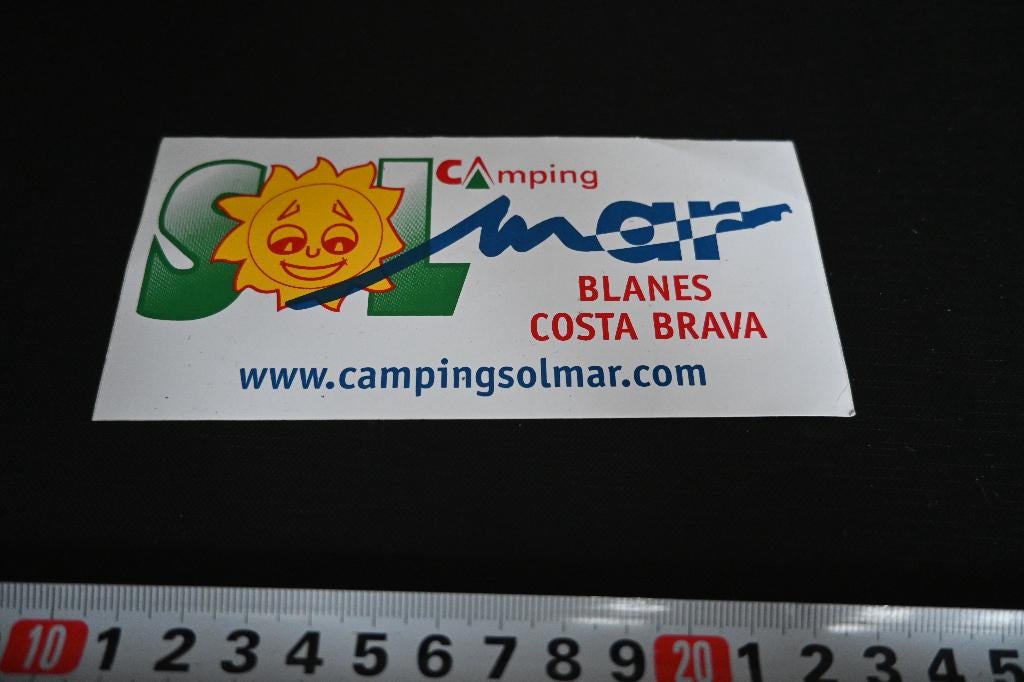 CAmping
SOL mar
BLANES
COSTA BRAVA
www.campingsolmar.com
10 1 2 3 4 5 6 7 8 9 20 1 2 3 4 5